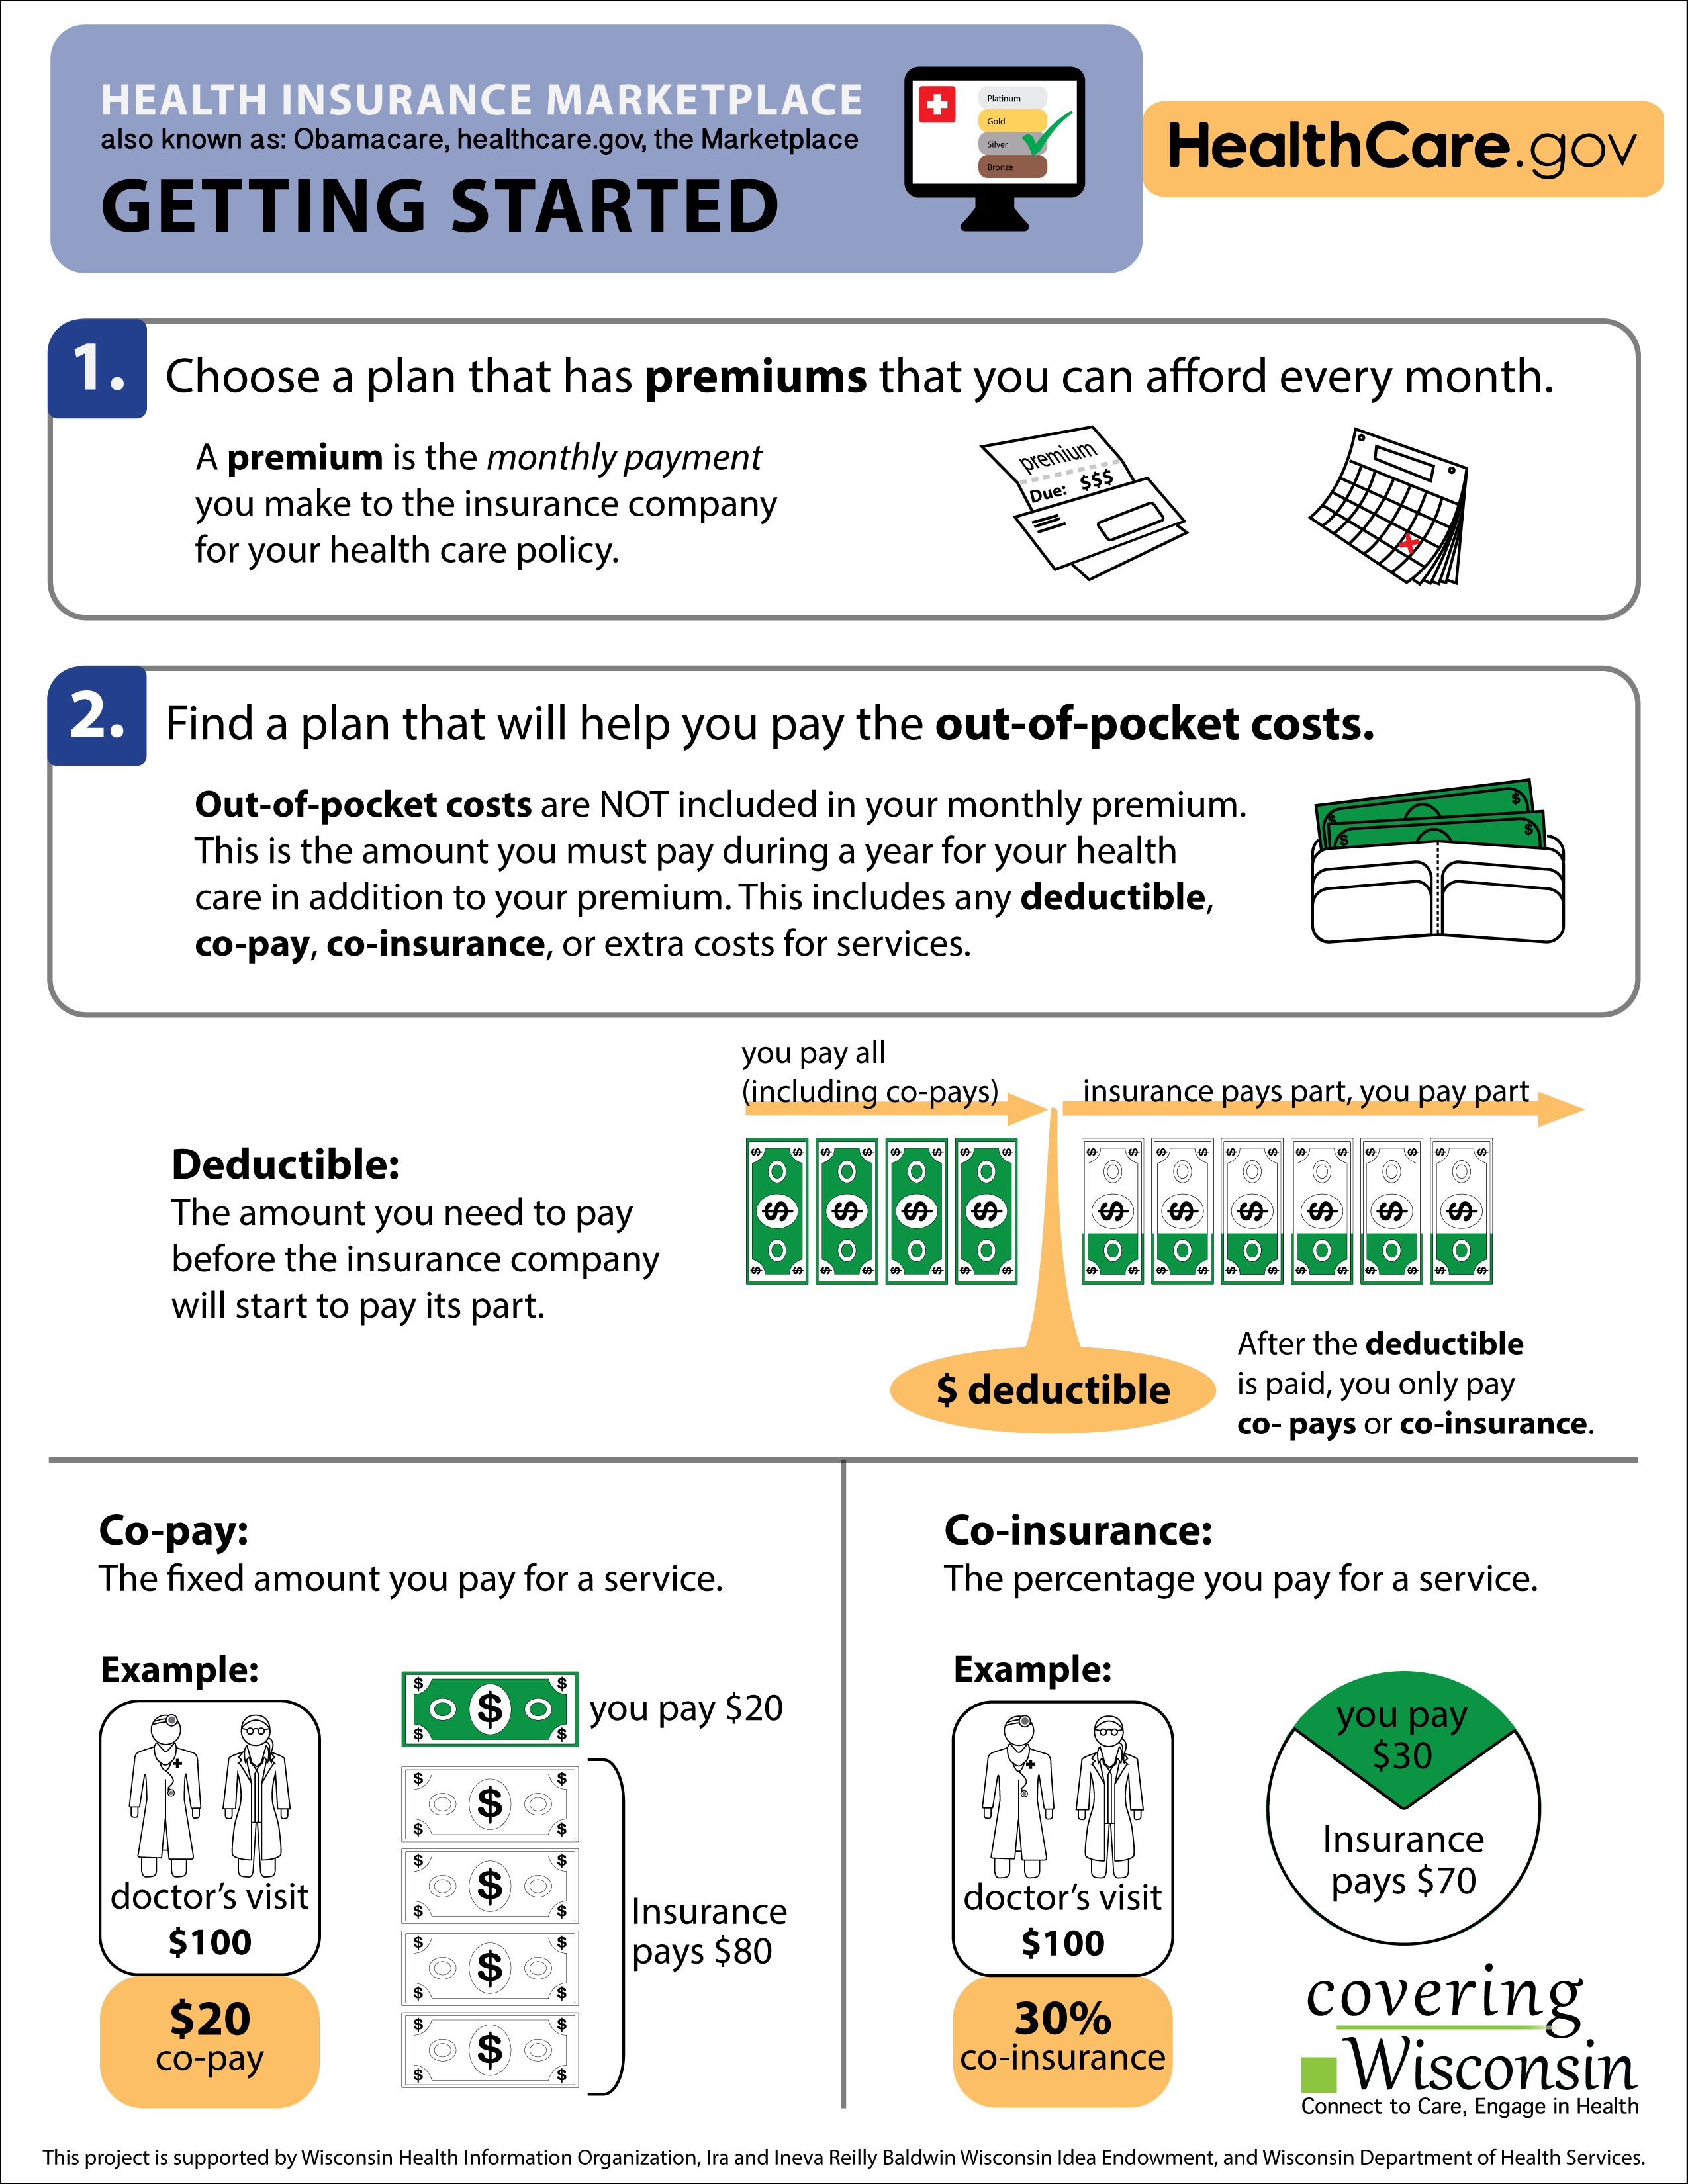 HEALTH INSURANCE MARKETPLACE
also known as: Obamacare, healthcare.gov, the Marketplace
GETTING STARTED
Platinum
Gold
Silver
Bronze
HealthCare.gov
1.
Choose a plan that has premiums that you can afford every month.
A premium is the monthly payment
you make to the insurance company
for your health care policy.
premium
Due: $$$
2.
Find a plan that will help you pay the out-of-pocket costs.
Out-of-pocket costs are NOT included in your monthly premium.
This is the amount you must pay during a year for your health
care in addition to your premium. This includes any deductible,
co-pay, co-insurance, or extra costs for services.
you pay all
(including co-pays)
insurance pays part, you pay part
Deductible:
The amount you need to pay
before the insurance company
will start to pay its part.
$ deductible
After the deductible
is paid, you only pay
co- pays or co-insurance.
Co-pay:
The fixed amount you pay for a service.
Example:
doctor's visit
$100
$20
co-pay
you pay $20
Insurance
pays $80
Co-insurance:
The percentage you pay for a service.
Example:
doctor's visit
$100
30%
co-insurance
you pay
$30
Insurance
pays $70
covering
Wisconsin
Connect to Care, Engage in Health
This project is supported by Wisconsin Health Information Organization, Ira and Ineva Reilly Baldwin Wisconsin Idea Endowment, and Wisconsin Department of Health Services.